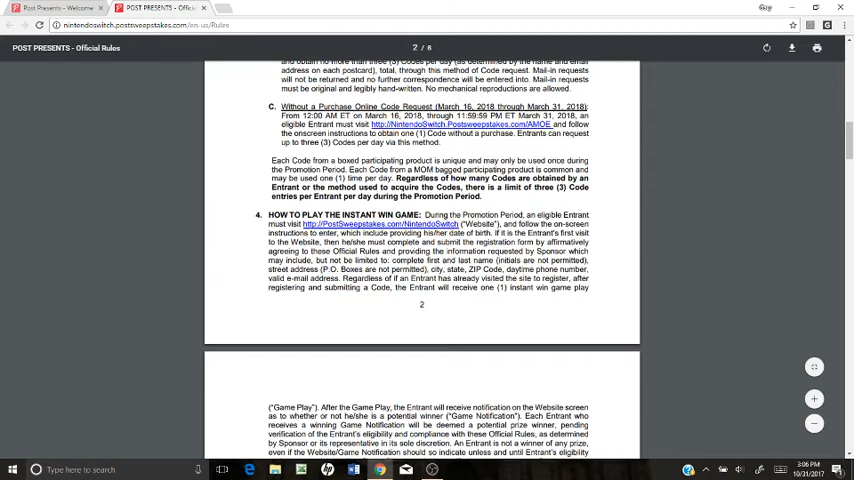 Post Presents - Welcome
POST PRESENTS - Official
nintendoswitch.postsweepstakes.com/en-us/Rules
POST PRESENTS - Official Rules
2 / 8
and obtain no more than three (3) Codes per day (as determined by the name and email
address on each postcard), total, through this method of Code request. Mail-in requests
will not be returned and no further correspondence will be entered into. Mail-in requests
must be original and legibly hand-written. No mechanical reproductions are allowed.
C. Without a Purchase Online Code Request (March 16, 2018 through March 31, 2018):
From 12:00 AM ET on March 16, 2018, through 11:59:59 PM ET March 31, 2018, an
eligible Entrant must visit http://NintendoSwitch.Postsweepstakes.com/AMOE and follow
the onscreen instructions to obtain one (1) Code without a purchase. Entrants can request
up to three (3) Codes per day via this method.
Each Code from a boxed participating product is unique and may only be used once during
the Promotion Period. Each Code from a MOM bagged participating product is common and
may be used one (1) time per day. Regardless of how many Codes are obtained by an
Entrant or the method used to acquire the Codes, there is a limit of three (3) Code
entries per Entrant per day during the Promotion Period.
4. HOW TO PLAY THE INSTANT WIN GAME: During the Promotion Period, an eligible Entrant
must visit http://PostSweepstakes.com/NintendoSwitch ("Website"), and follow the on-screen
instructions to enter, which include providing his/her date of birth. If it is the Entrant's first visit
to the Website, then he/she must complete and submit the registration form by affirmatively
agreeing to these Official Rules and providing the information requested by Sponsor which
may include, but not be limited to: complete first and last name (initials are not permitted),
street address (P.O. Boxes are not permitted), city, state, ZIP Code, daytime phone number,
valid e-mail address. Regardless of if an Entrant has already visited the site to register, after
registering and submitting a Code, the Entrant will receive one (1) instant win game play
2
("Game Play"). After the Game Play, the Entrant will receive notification on the Website screen
as to whether or not he/she is a potential winner ("Game Notification"). Each Entrant who
receives a winning Game Notification will be deemed a potential prize winner, pending
verification of the Entrant's eligibility and compliance with these Official Rules, as determined
by Sponsor or its representative in its sole discretion. An Entrant is not a winner of any prize,
even if the Website/Game Notification should so indicate unless and until Entrant's eligibility
Type here to search
3:06 PM
10/31/2017